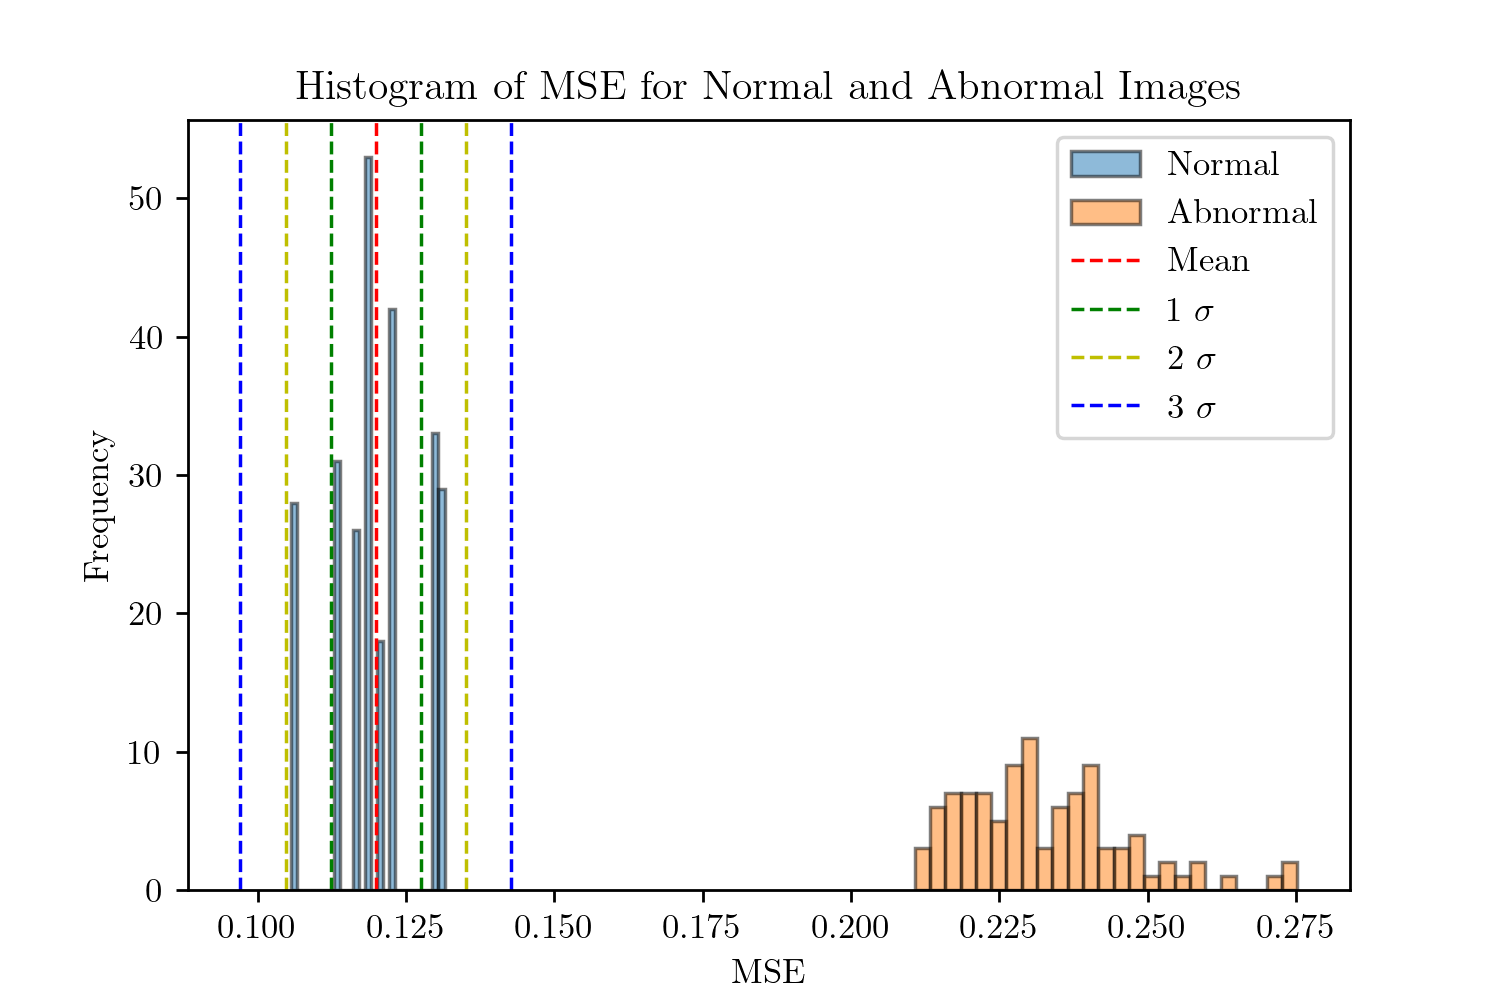 Histogram of MSE for Normal and Abnormal Images
Normal
Abnormal
Mean
1 σ
2 σ
3 σ
Frequency
50
40
30
20
10
0
0.100 0.125 0.150 0.175 0.200 0.225 0.250 0.275
MSE